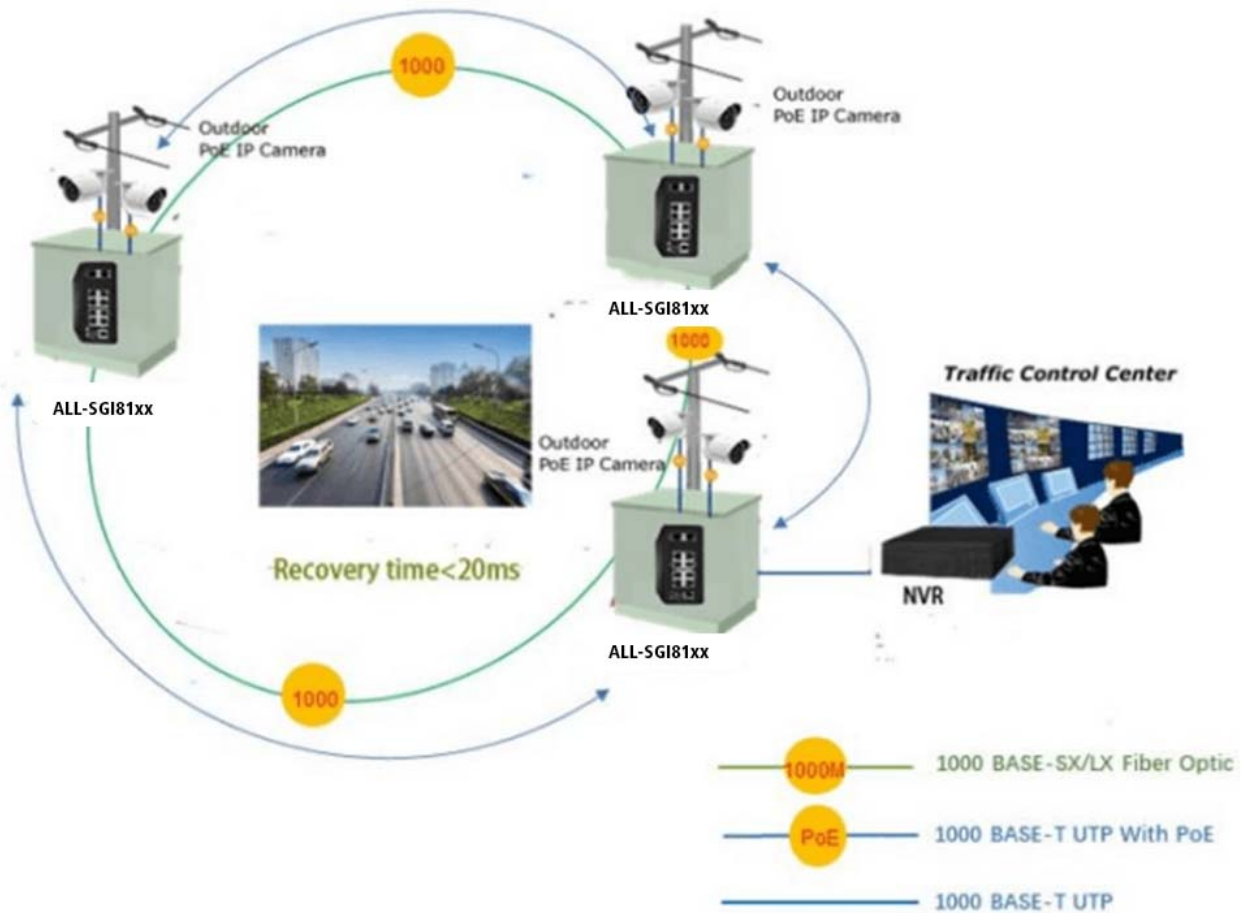 1000
Outdoor
PoE IP Camera
Outdoor
PoE IP Camera
ALL-SGI81xx
1000
ALL-SGI81xx
Traffic Control Center
Outdoor
PoE IP Camera
Recovery time<20ms
NVR
ALL-SGI81xx
1000
1000M
1000 BASE-SX/LX Fiber Optic
PoE
1000 BASE-T UTP With PoE
1000 BASE-T UTP